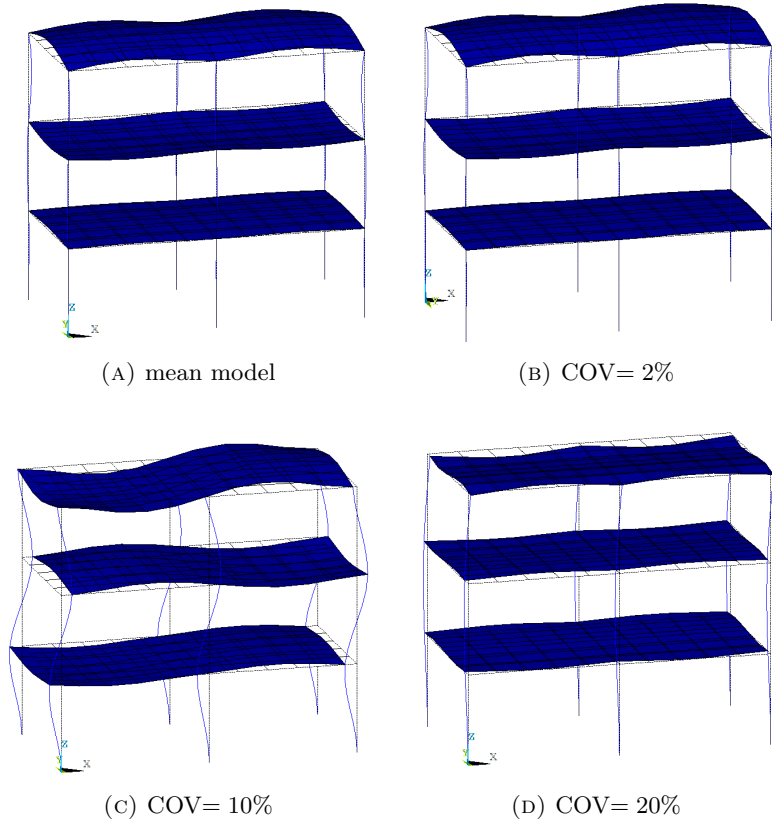 Z
Y
X
Z
X
Y
(A) mean model
(B) COV= 2%
Z
Y
X
Z
Y
X
(C) COV= 10%
(D) COV= 20%